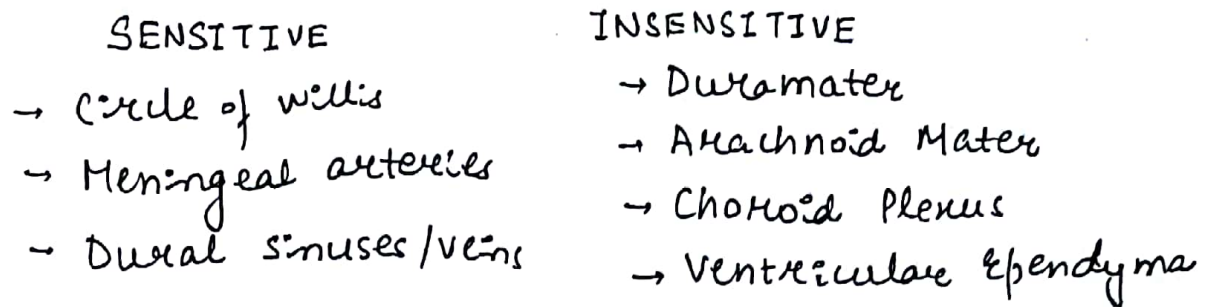 SENSITIVE
→ Circle of willis
→ Meningeal arteries
→ Dural sinuses/veins
INSENSITIVE
→ Duramater
→ Arachnoid Mater
→ Choroid Plexus
→ Ventricular Ependyma